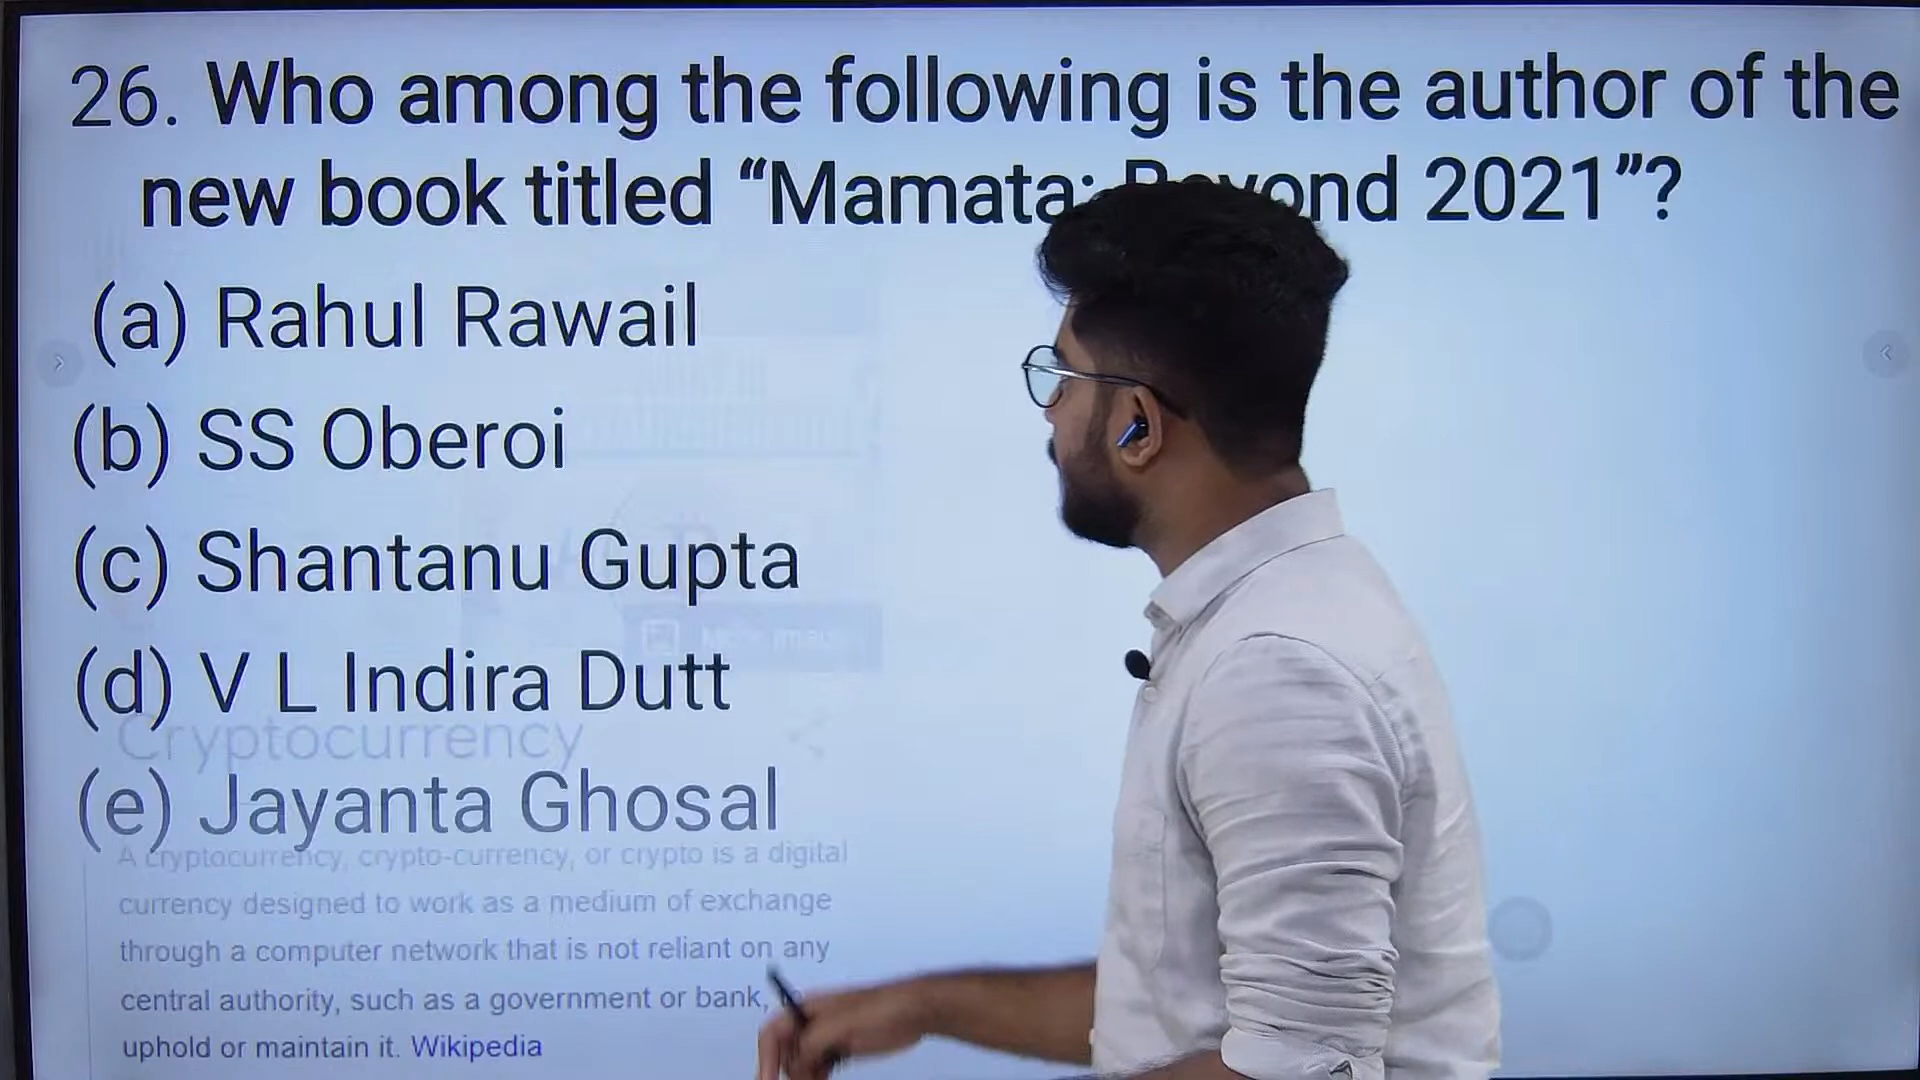 26. Who among the following is the author of the
new book titled “Mamata: Beyond 2021”?
(a) Rahul Rawail
(b) SS Oberoi
(c) Shantanu Gupta
(d) V L Indira Dutt
Cryptocurrency
(e) Jayanta Ghosal
A cryptocurrency, crypto-currency, or crypto is a digital
currency designed to work as a medium of exchange
through a computer network that is not reliant on any
central authority, such as a government or bank, to
uphold or maintain it. Wikipedia